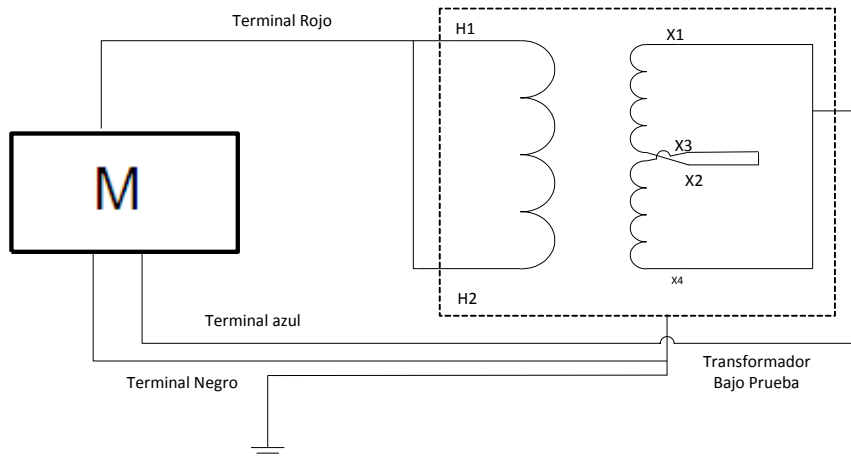 Terminal Rojo
H1
X1
M
X3
X2
H2
X4
Terminal azul
Terminal Negro
Transformador
Bajo Prueba